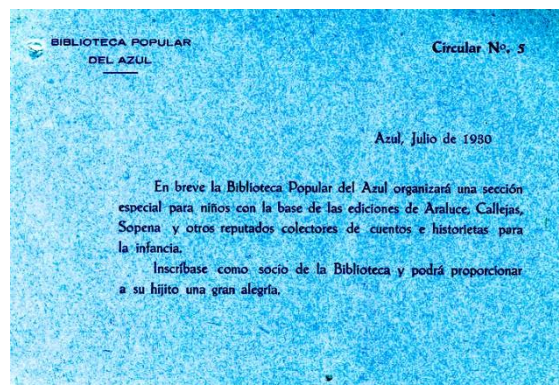 BIBLIOTECA POPULAR
DEL AZUL
Circular Nº. 5
Azul, Julio de 1930
En breve la Biblioteca Popular del Azul organizará una sección
especial para niños con la base de las ediciones de Araluce, Callejas,
Sopena y otros reputados colectores de cuentos e historietas para
la infancia.
Inscríbase como socio de la Biblioteca y podrá proporcionar
a su hijito una gran alegría.